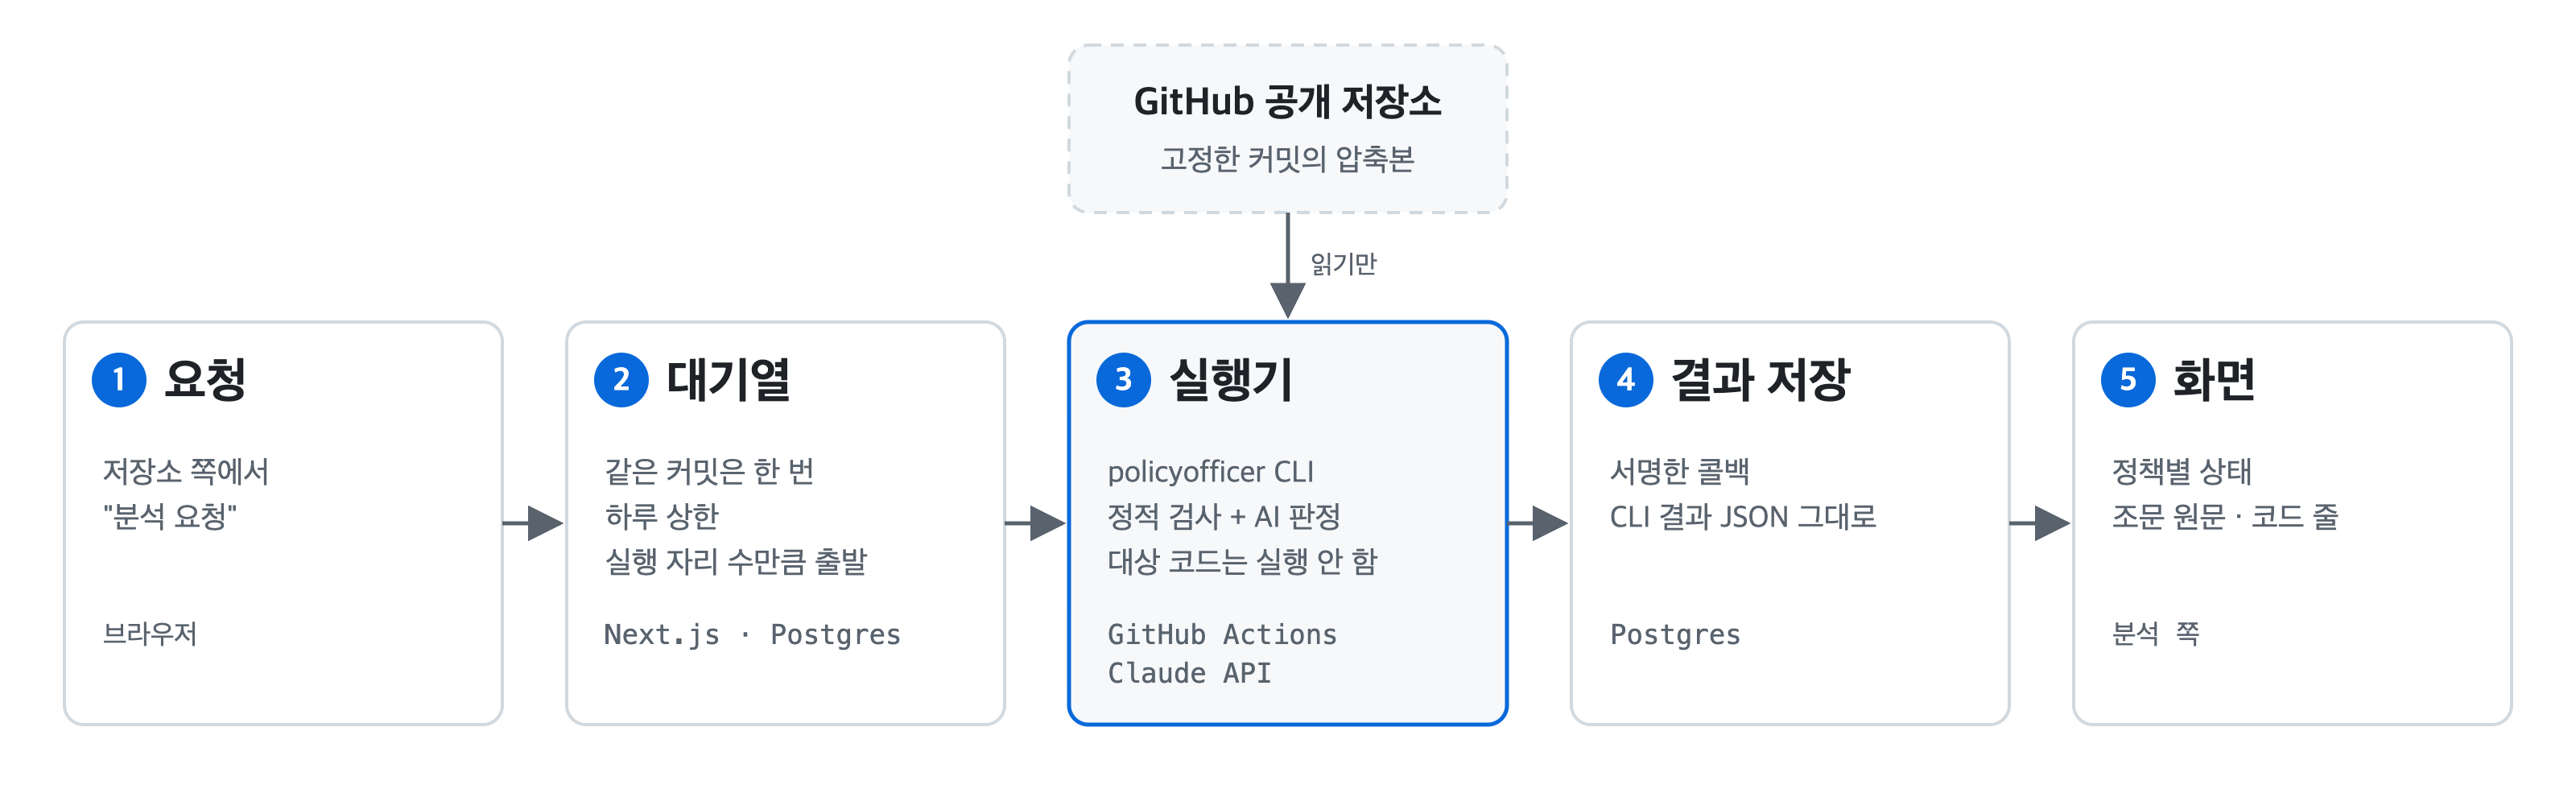 GitHub 공개 저장소
고정한 커밋의 압축본
읽기만
1 요청
저장소 쪽에서
"분석 요청"
브라우저
2 대기열
같은 커밋은 한 번
하루 상한
실행 자리 수만큼 출발
Next.js · Postgres
3 실행기
policyofficer CLI
정적 검사 + AI 판정
대상 코드는 실행 안 함
GitHub Actions
Claude API
4 결과 저장
서명한 콜백
CLI 결과 JSON 그대로
Postgres
5 화면
정책별 상태
조문 원문 · 코드 줄
분석 쪽